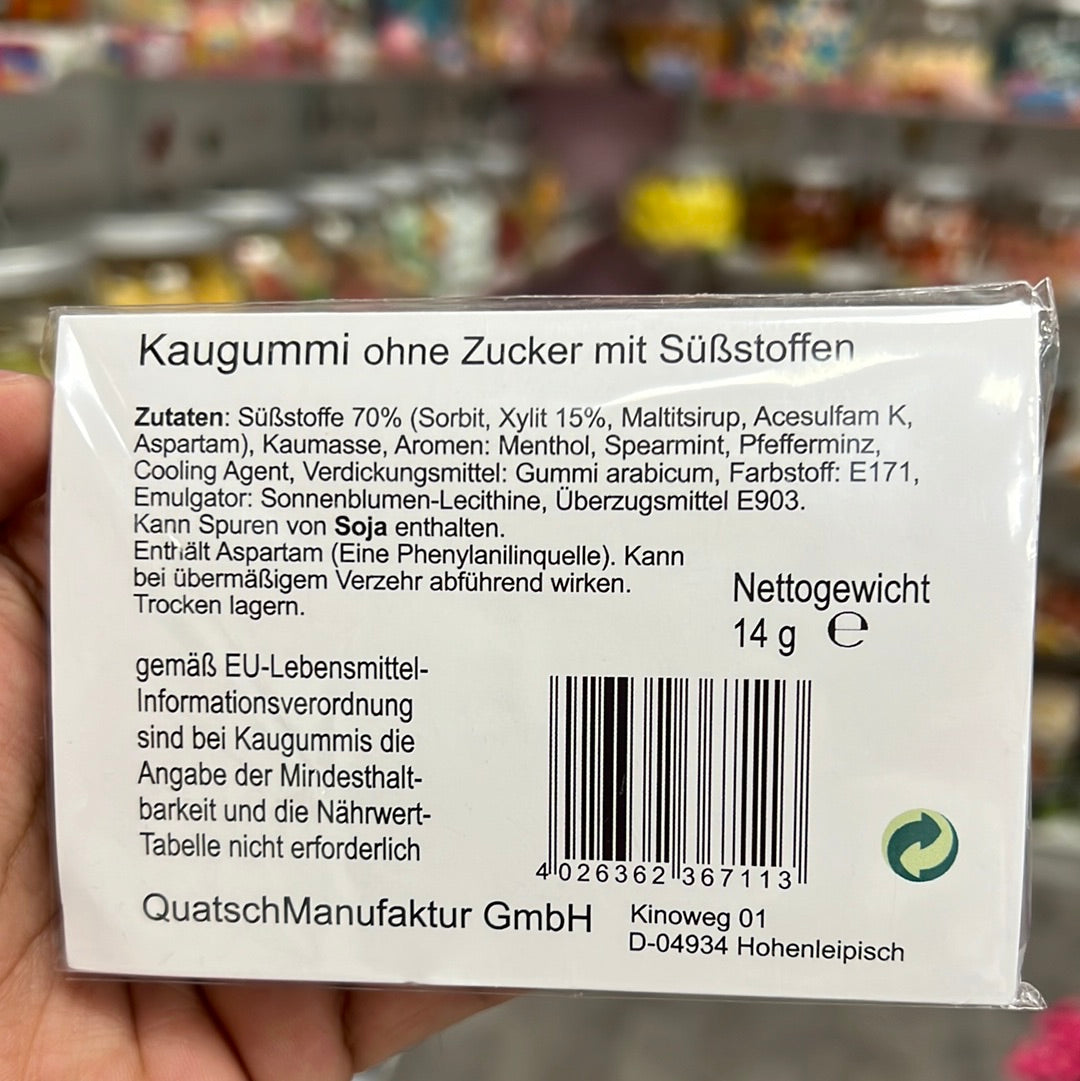 Kaugummi ohne Zucker mit Süßstoffen
Zutaten: Süßstoffe 70% (Sorbit, Xylit 15%, Maltitsirup, Acesulfam K,
Aspartam), Kaumasse, Aromen: Menthol, Spearmint, Pfefferminz,
Cooling Agent, Verdickungsmittel: Gummi arabicum, Farbstoff: E171,
Emulgator: Sonnenblumen-Lecithine, Überzugsmittel E903.
Kann Spuren von Soja enthalten.
Enthält Aspartam (Eine Phenylanilinquelle). Kann
bei übermäßigem Verzehr abführend wirken.
Trocken lagern.
Nettogewicht
14 g ℮
gemäß EU-Lebensmittel-
Informationsverordnung
sind bei Kaugummis die
Angabe der Mindesthalt-
barkeit und die Nährwert-
Tabelle nicht erforderlich
4 026362 367113
QuatschManufaktur GmbH
Kinoweg 01
D-04934 Hohenleipisch